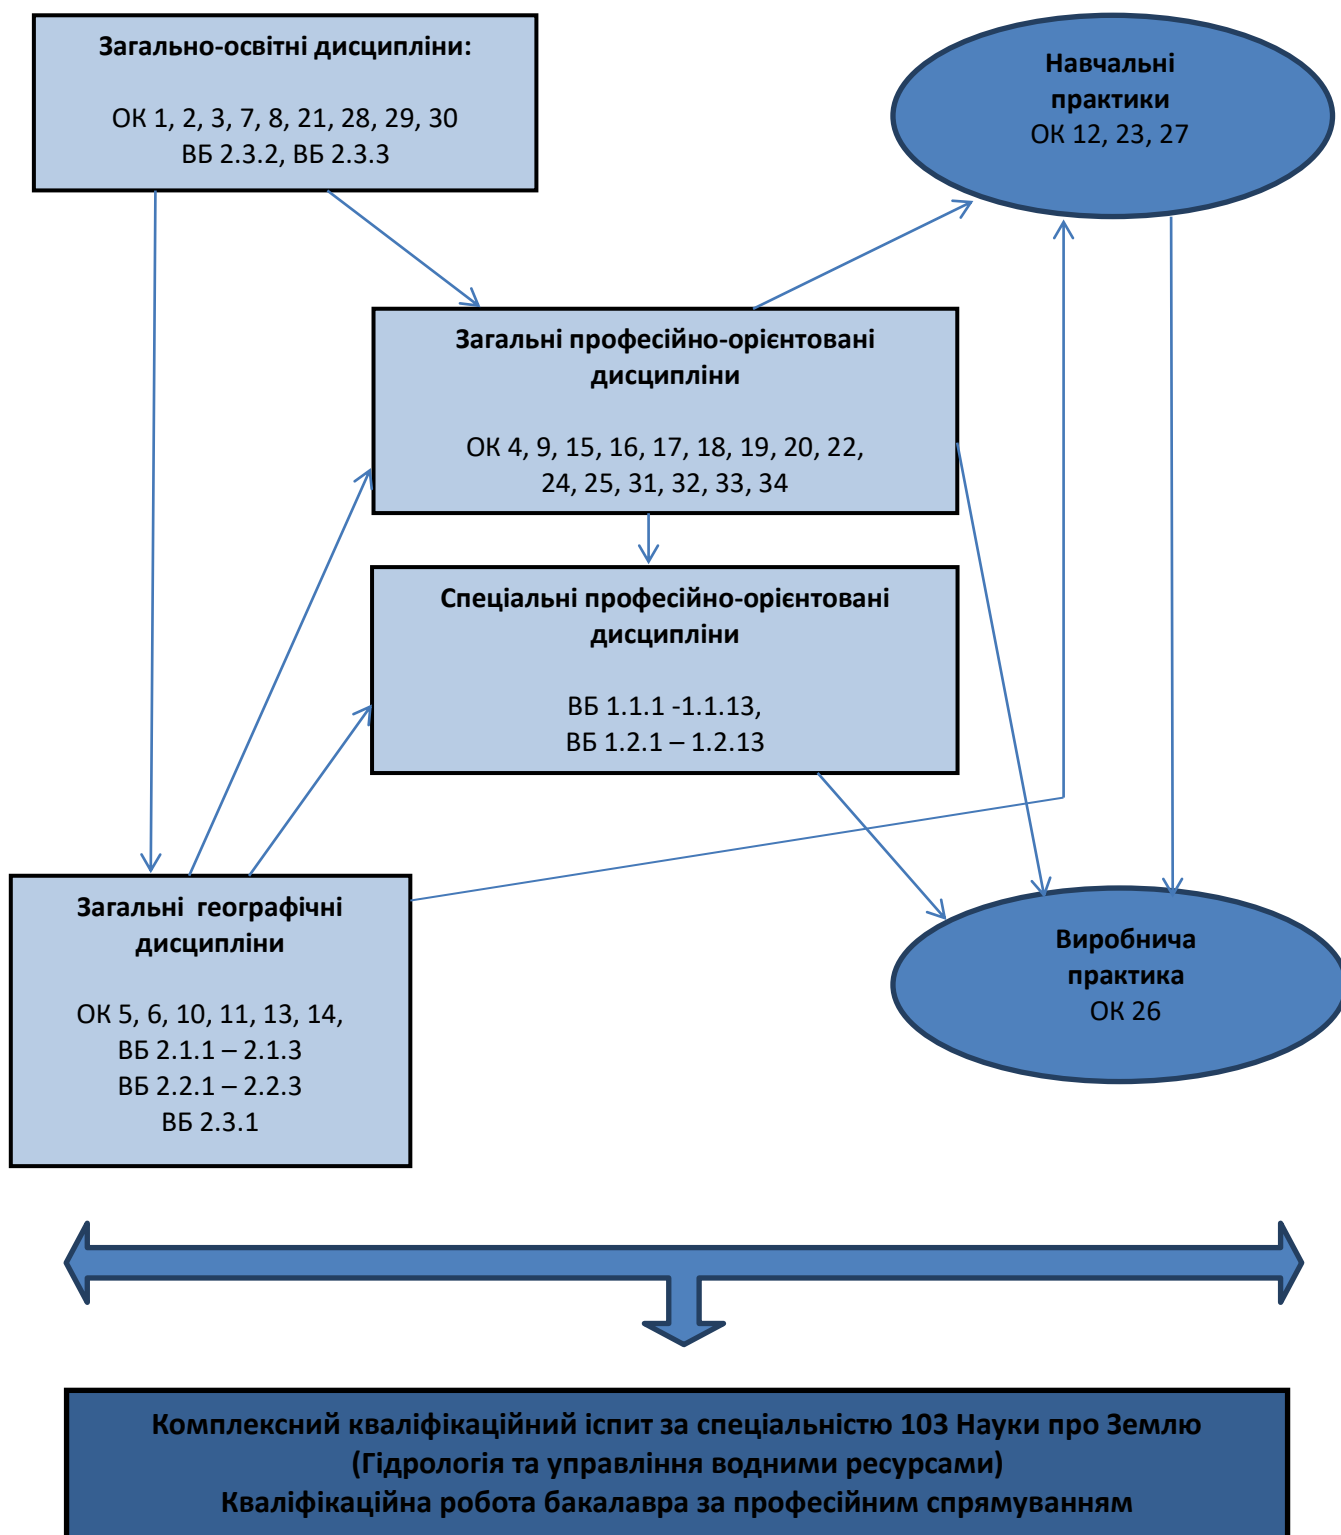 Загально-освітні дисципліни:
ОК 1, 2, 3, 7, 8, 21, 28, 29, 30
ВБ 2.3.2, ВБ 2.3.3
Навчальні
практики
ОК 12, 23, 27
Загальні професійно-орієнтовані
дисципліни
ОК 4, 9, 15, 16, 17, 18, 19, 20, 22,
24, 25, 31, 32, 33, 34
Спеціальні професійно-орієнтовані
дисципліни
ВБ 1.1.1 -1.1.13,
ВБ 1.2.1 – 1.2.13
Загальні географічні
дисципліни
ОК 5, 6, 10, 11, 13, 14,
ВБ 2.1.1 – 2.1.3
ВБ 2.2.1 – 2.2.3
ВБ 2.3.1
Виробнича
практика
ОК 26
Комплексний кваліфікаційний іспит за спеціальністю 103 Науки про Землю
(Гідрологія та управління водними ресурсами)
Кваліфікаційна робота бакалавра за професійним спрямуванням